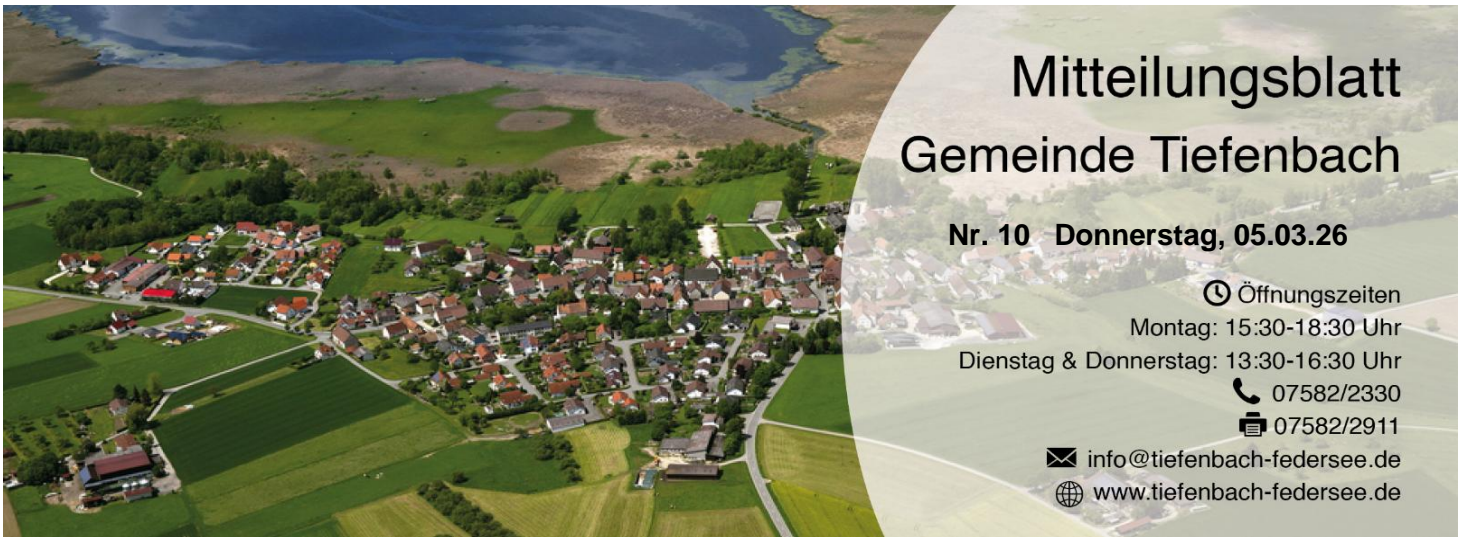 Mitteilungsblatt
Gemeinde Tiefenbach
Nr. 10 Donnerstag, 05.03.26
Öffnungszeiten
Montag: 15:30-18:30 Uhr
Dienstag & Donnerstag: 13:30-16:30 Uhr
07582/2330
07582/2911
info@tiefenbach-federsee.de
www.tiefenbach-federsee.de